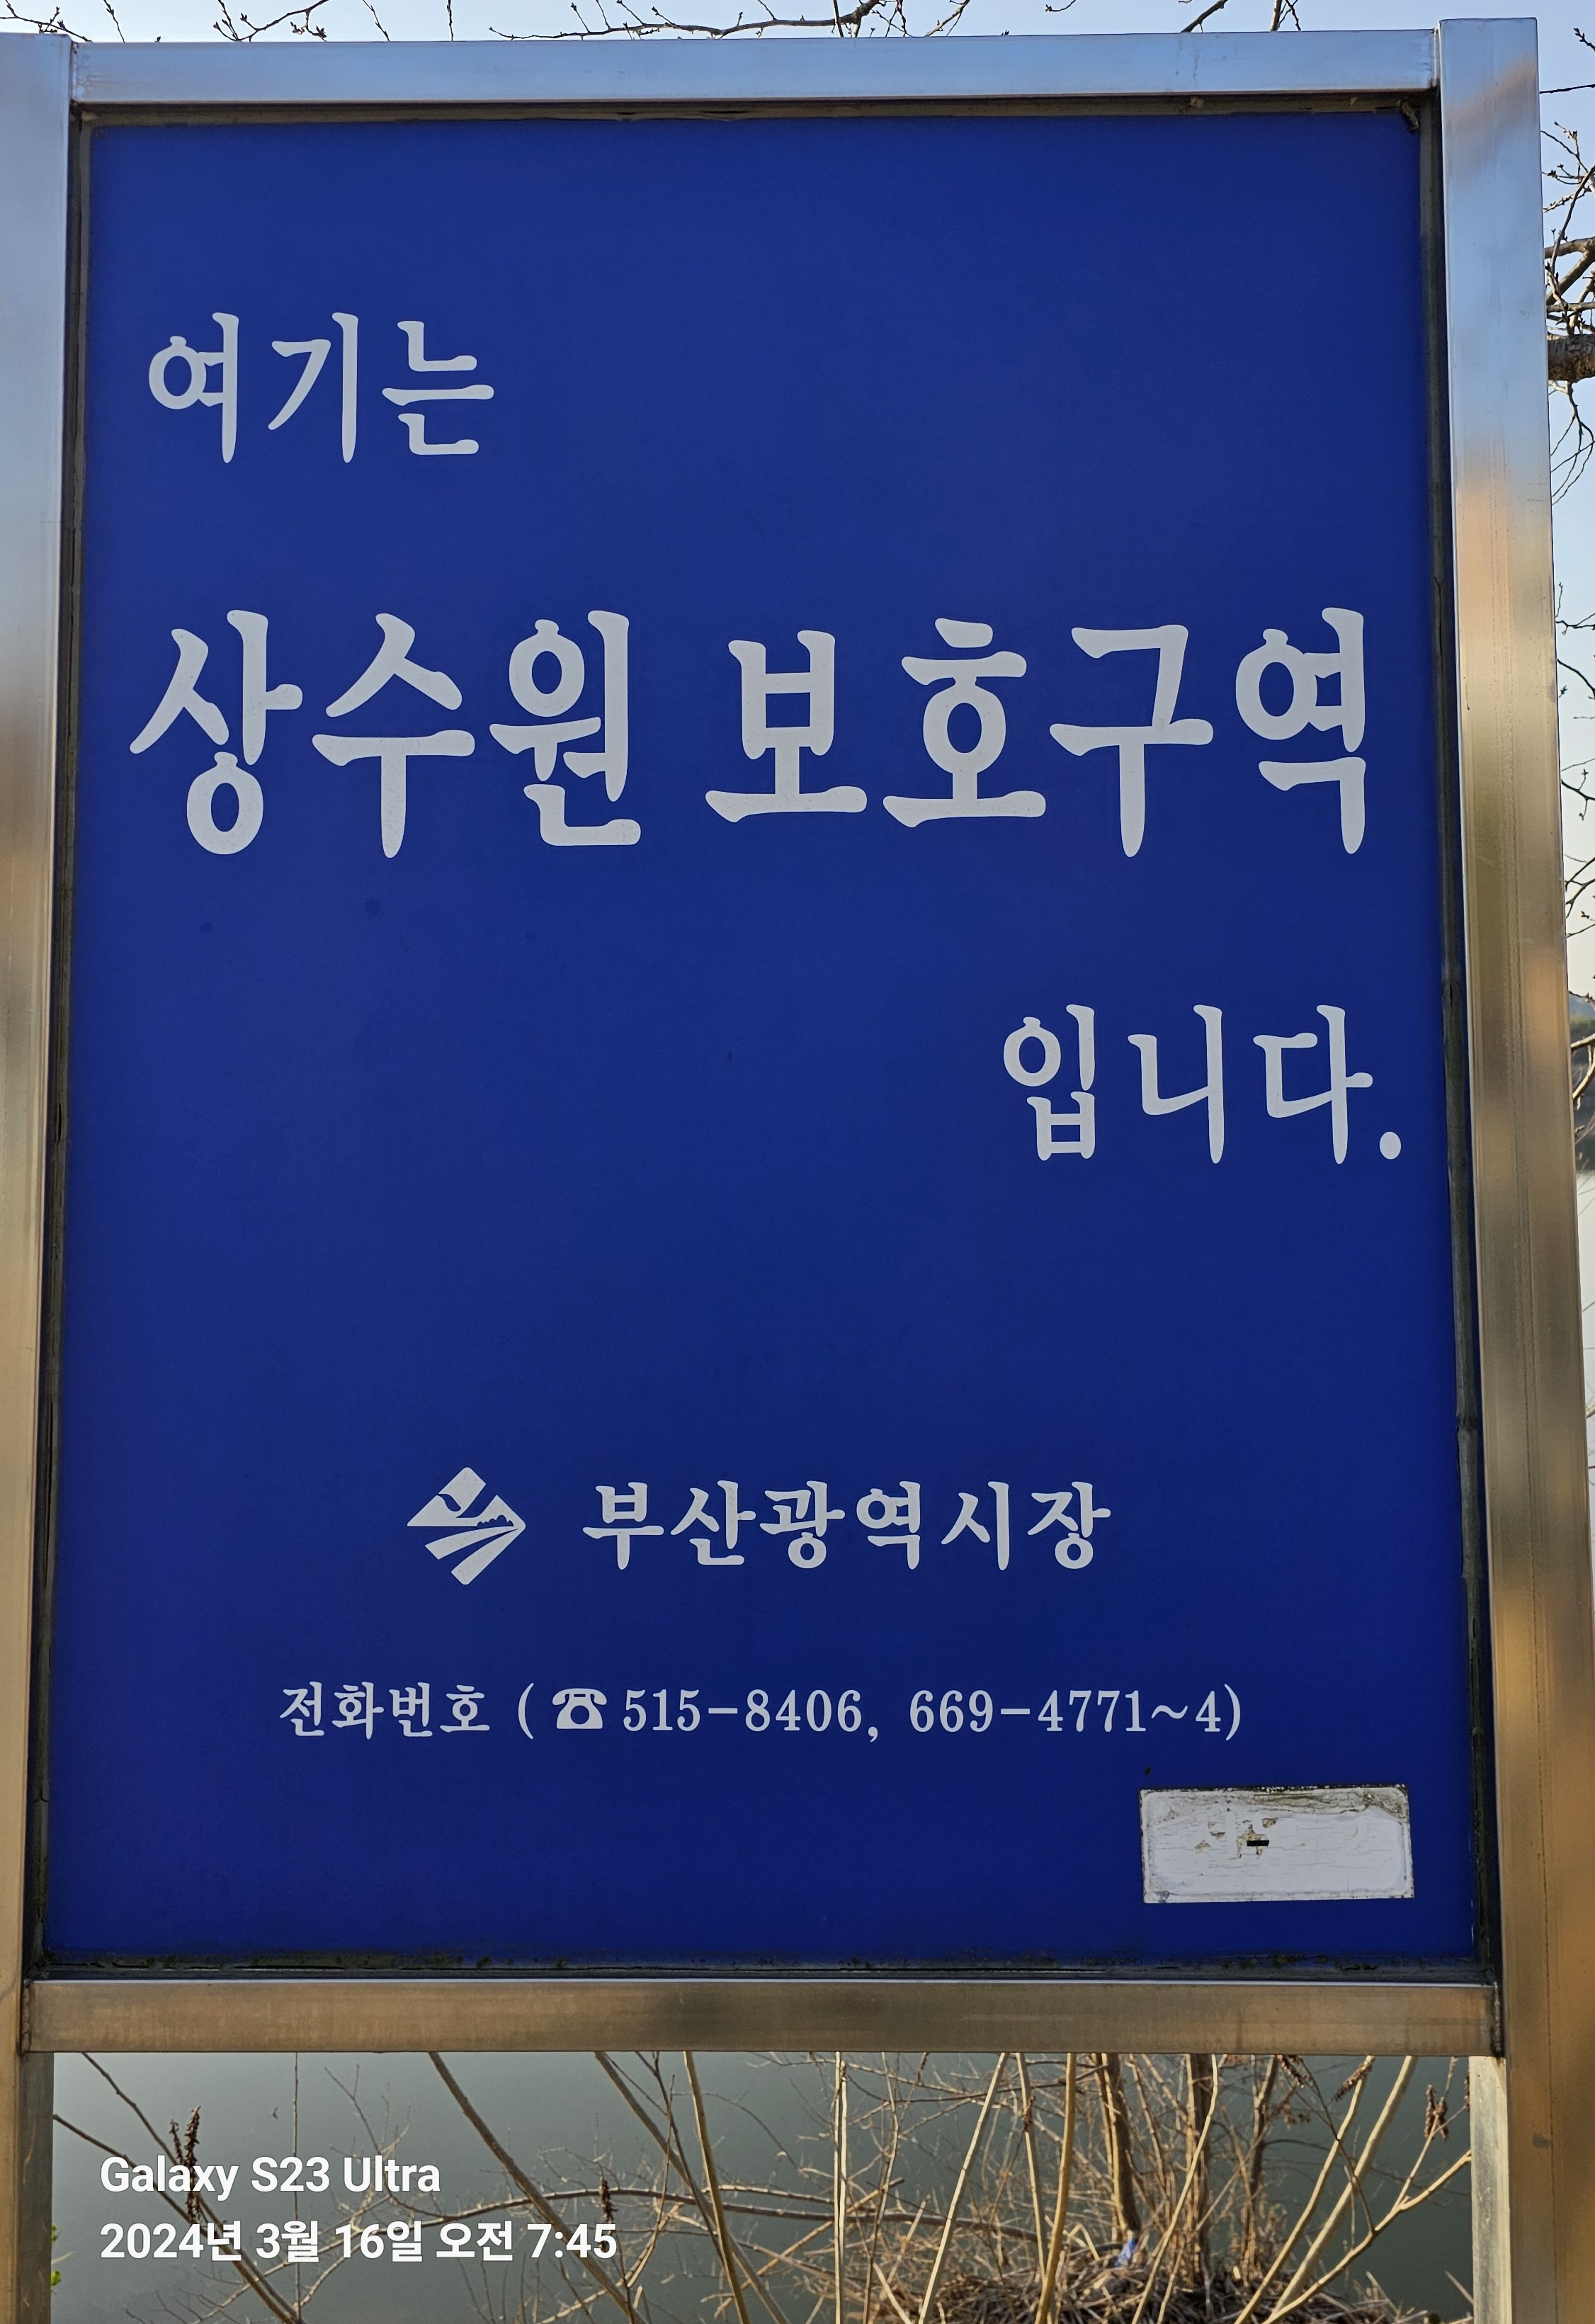 여기는
상수원 보호구역
입니다.
부산광역시장
전화번호 (☎515-8406, 669-4771~4)
Galaxy S23 Ultra
2024년 3월 16일 오전 7:45